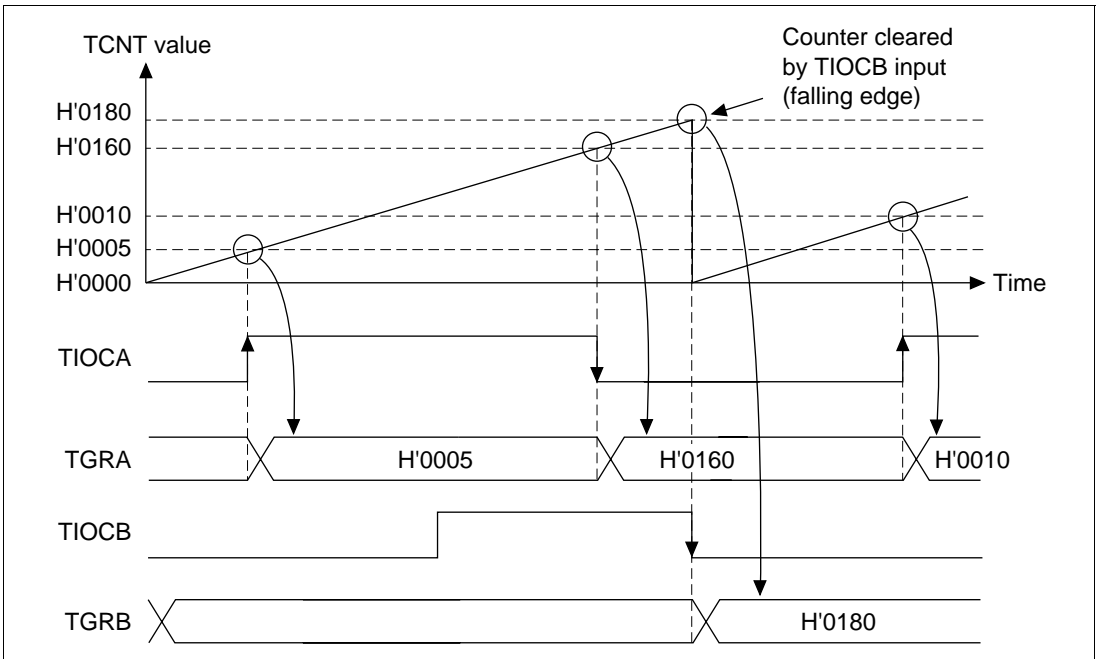 TCNT value
Counter cleared
by TIOCB input
(falling edge)
H'0180
H'0160
H'0010
H'0005
H'0000
Time
TIOCA
TGRA
H'0005
H'0160
H'0010
TIOCB
TGRB
H'0180